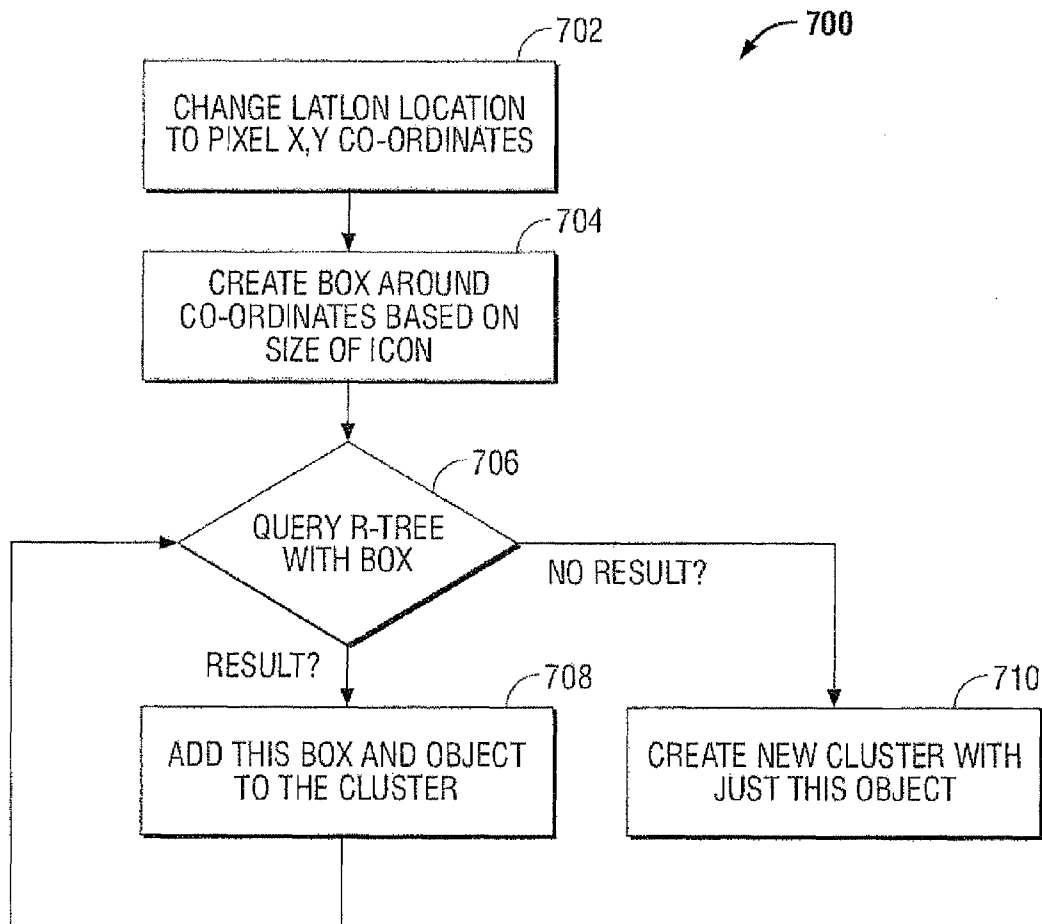 700
702
CHANGE LATLON LOCATION
TO PIXEL X,Y CO-ORDINATES
704
CREATE BOX AROUND
CO-ORDINATES BASED ON
SIZE OF ICON
706
QUERY R-TREE
WITH BOX
NO RESULT?
RESULT?
708
ADD THIS BOX AND OBJECT
TO THE CLUSTER
710
CREATE NEW CLUSTER WITH
JUST THIS OBJECT